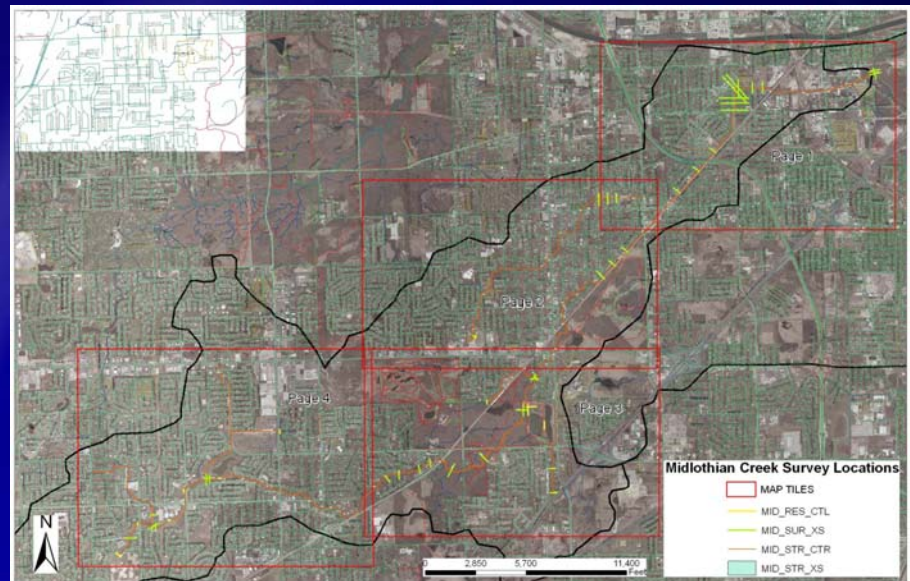 Page 1
Page 2
Page 3
Page 4
Midlothian Creek Survey Locations
MAP TILES
MID_RES_CTL
MID_SUR_XS
MID_STR_CTR
MID_STR_XS
N
0 2,850 5,700 11,400
Feet